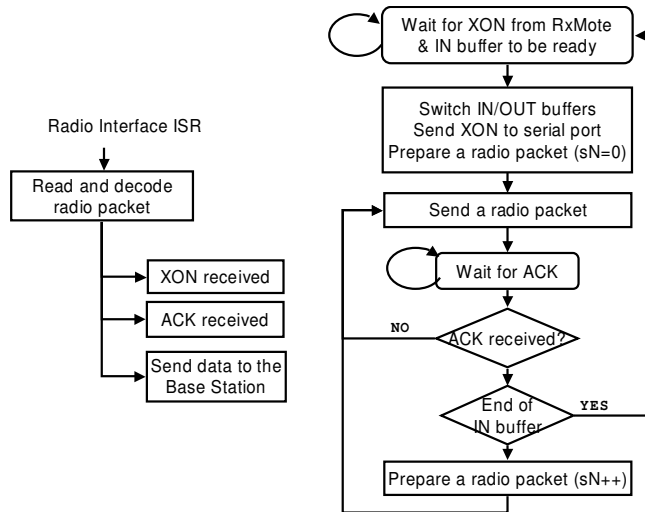 Radio Interface ISR
Read and decode
radio packet
XON received
ACK received
Send data to the
Base Station
Wait for XON from RxMote
& IN buffer to be ready
Switch IN/OUT buffers
Send XON to serial port
Prepare a radio packet (sN=0)
Send a radio packet
Wait for ACK
NO
ACK received?
End of
IN buffer
YES
Prepare a radio packet (sN++)